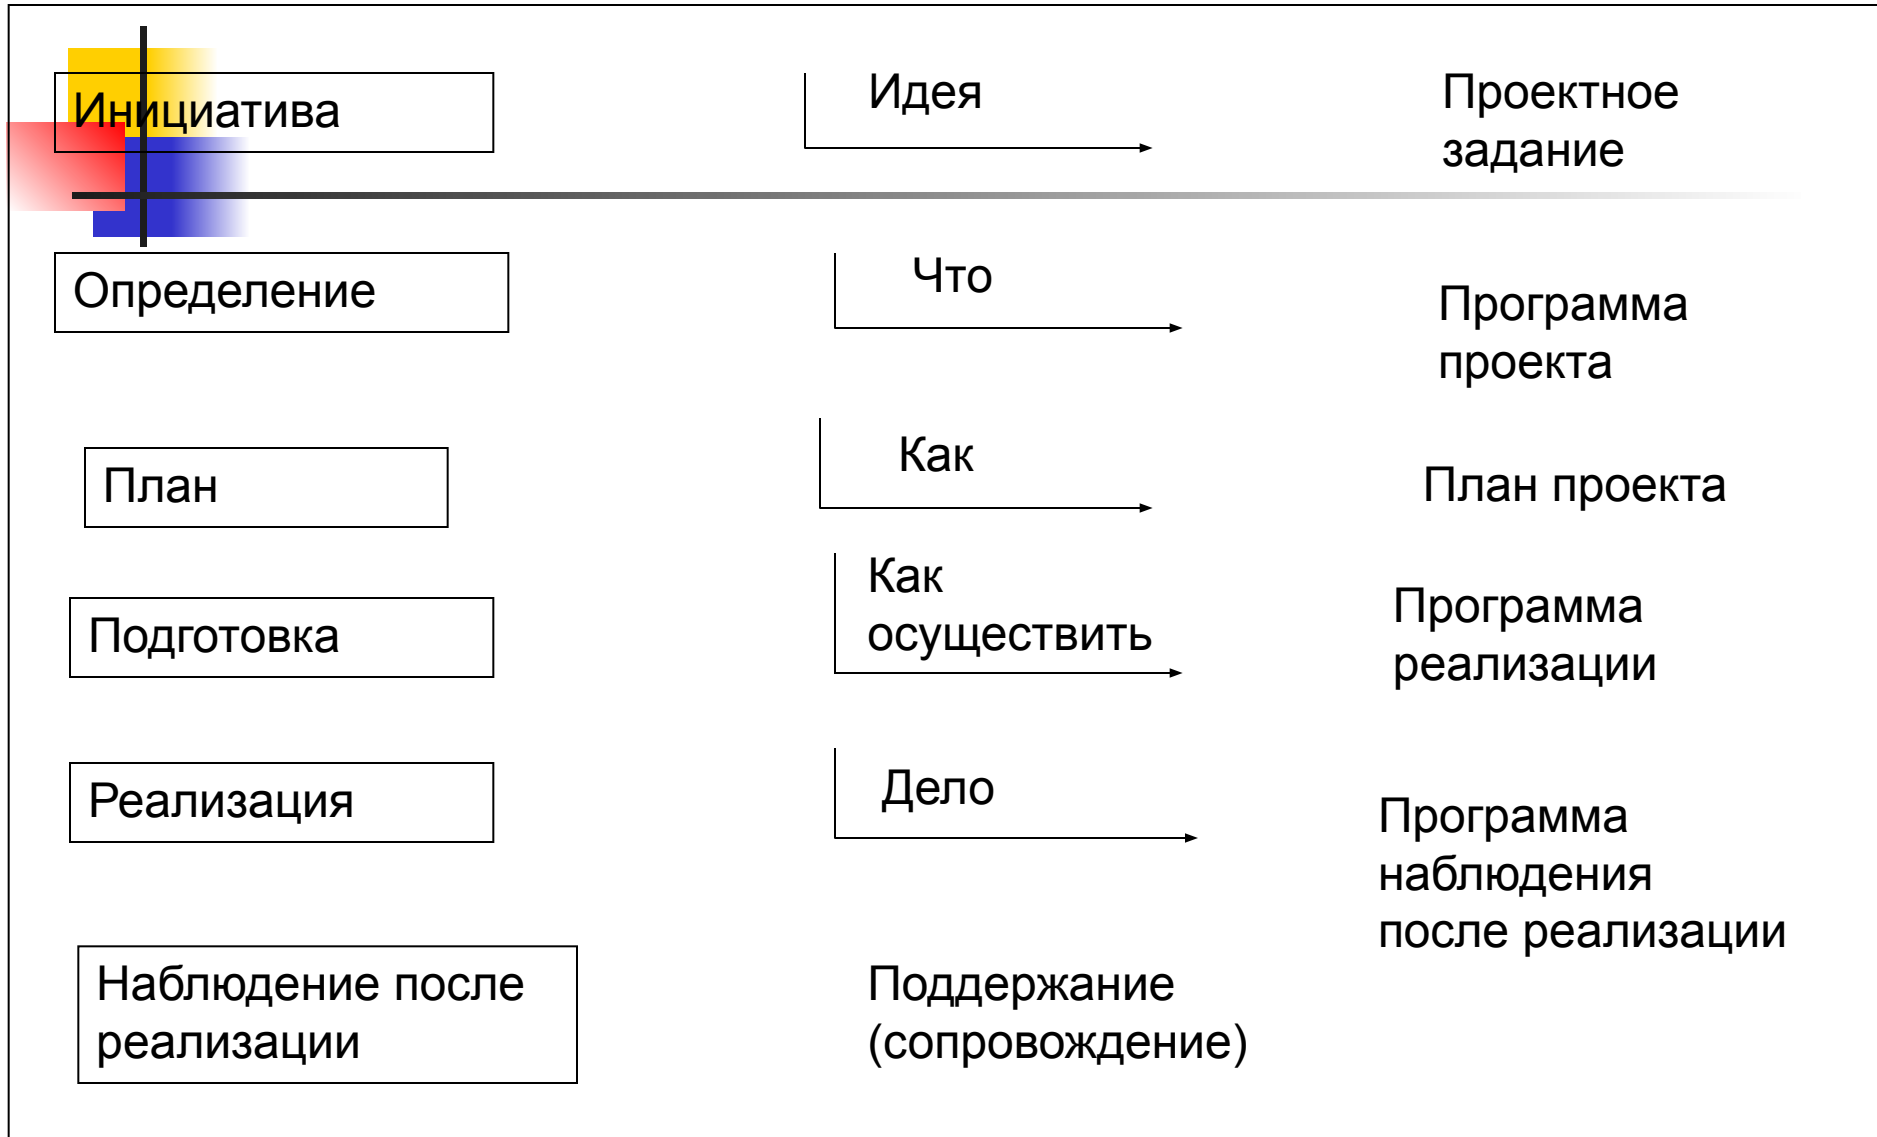 Инициатива
Идея
Проектное
задание
Определение
Что
Программа
проекта
План
Как
План проекта
Подготовка
Как
осуществить
Программа
реализации
Реализация
Дело
Программа
наблюдения
после реализации
Наблюдение после
реализации
Поддержание
(сопровождение)